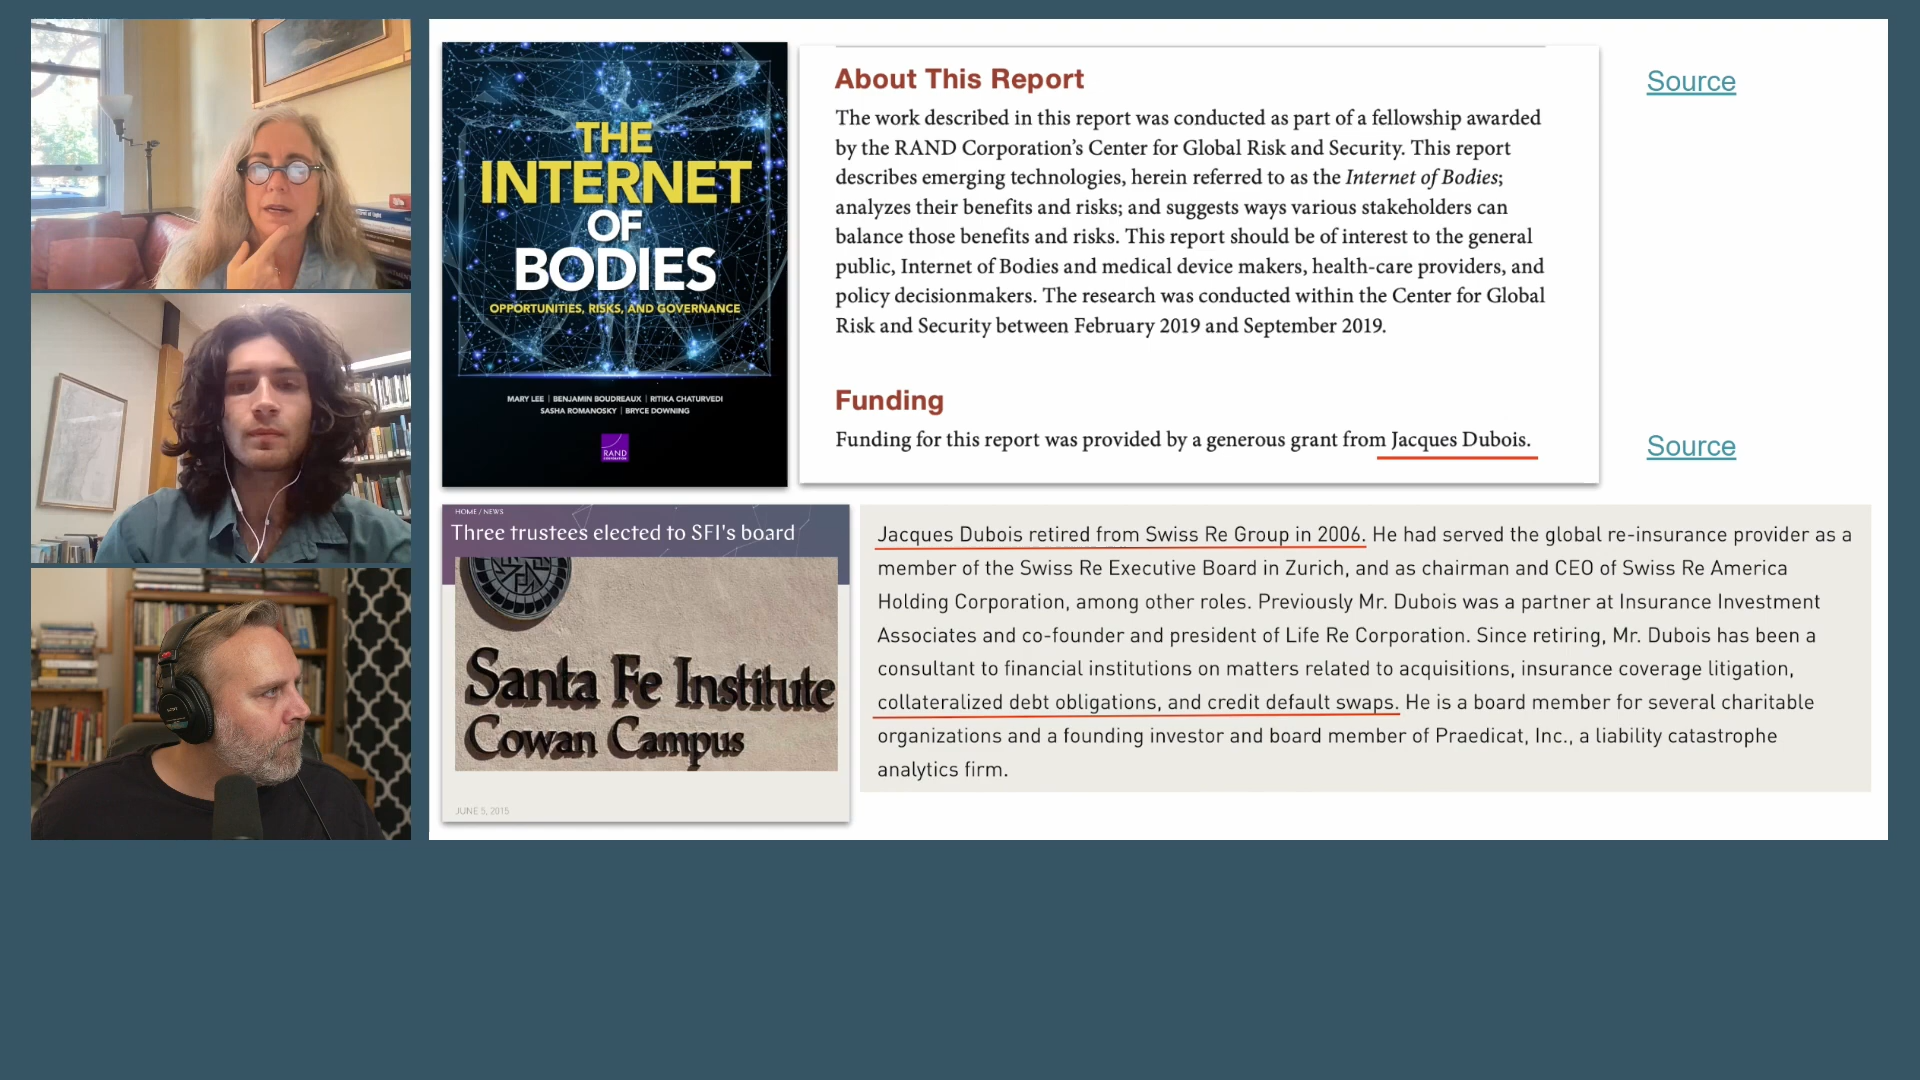 THE
INTERNET
OF
BODIES
OPPORTUNITIES, RISKS, AND GOVERNANCE
MARY LEE | BENJAMIN BOUDREAUX | RITIKA CHATURVEDI
SASHA ROMANOSKY | BRYCE DOWNING
RAND
CORPORATION
About This Report
The work described in this report was conducted as part of a fellowship awarded
by the RAND Corporation’s Center for Global Risk and Security. This report
describes emerging technologies, herein referred to as the Internet of Bodies;
analyzes their benefits and risks; and suggests ways various stakeholders can
balance those benefits and risks. This report should be of interest to the general
public, Internet of Bodies and medical device makers, health-care providers, and
policy decisionmakers. The research was conducted within the Center for Global
Risk and Security between February 2019 and September 2019.
Funding
Funding for this report was provided by a generous grant from Jacques Dubois.
Source
Source
HOME / NEWS
Three trustees elected to SFI's board
Santa Fe Institute
Cowan Campus
JUNE 5, 2015
Jacques Dubois retired from Swiss Re Group in 2006. He had served the global re-insurance provider as a
member of the Swiss Re Executive Board in Zurich, and as chairman and CEO of Swiss Re America
Holding Corporation, among other roles. Previously Mr. Dubois was a partner at Insurance Investment
Associates and co-founder and president of Life Re Corporation. Since retiring, Mr. Dubois has been a
consultant to financial institutions on matters related to acquisitions, insurance coverage litigation,
collateralized debt obligations, and credit default swaps. He is a board member for several charitable
organizations and a founding investor and board member of Praedicat, Inc., a liability catastrophe
analytics firm.